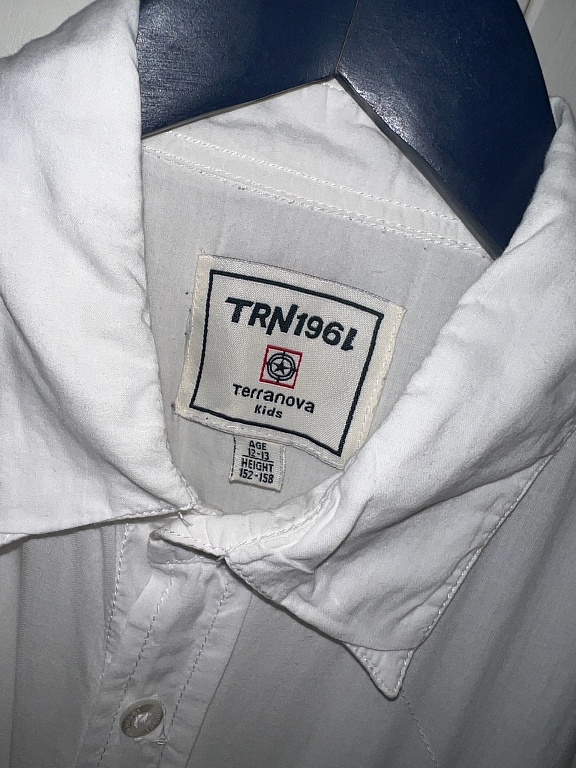 TRN1961
Terranova
Kids
AGE
12-13
HEIGHT
152-158